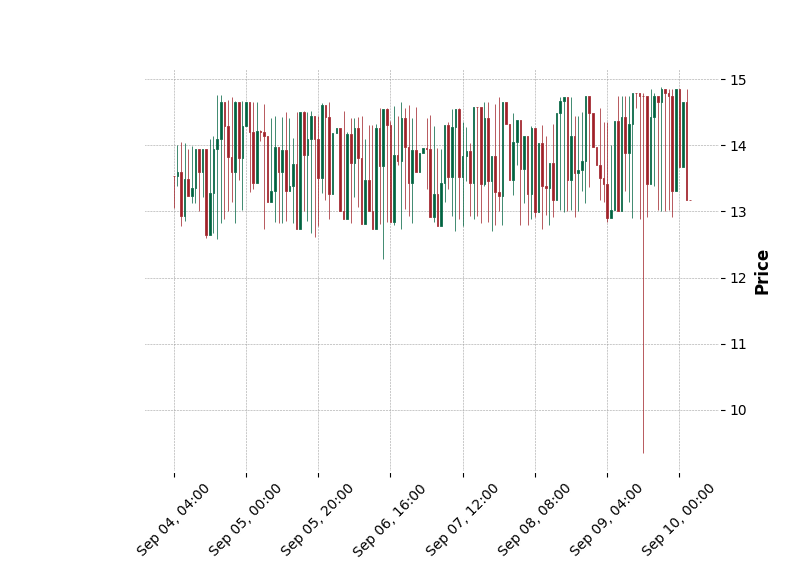 15
14
13
12
11
10
Price
Sep 04, 04:00
Sep 05, 00:00
Sep 05, 20:00
Sep 06, 16:00
Sep 07, 12:00
Sep 08, 08:00
Sep 09, 04:00
Sep 10, 00:00